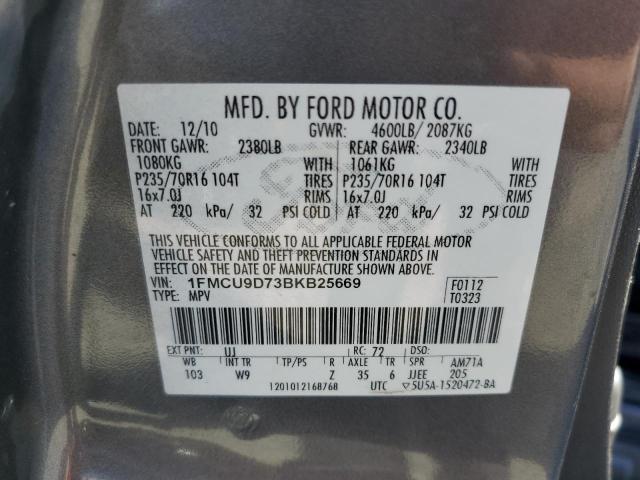 MFD. BY FORD MOTOR CO.
DATE: 12/10 GVWR: 4600LB/ 2087KG
FRONT GAWR: 2380LB REAR GAWR: 2340LB
1080KG WITH 1061KG WITH
P235/70R16 104T TIRES P235/70R16 104T TIRES
16x7.0J RIMS 16x7.0J RIMS
AT 220 kPa/ 32 PSI COLD AT 220 kPa/ 32 PSI COLD
THIS VEHICLE CONFORMS TO ALL APPLICABLE FEDERAL MOTOR
VEHICLE SAFETY AND THEFT PREVENTION STANDARDS IN
EFFECT ON THE DATE OF MANUFACTURE SHOWN ABOVE.
VIN: 1FMCU9D73BKB25669 F0112
TYPE: MPV T0323
EXT PNT: UJ RC: 72 DSO:
WB INT TR TP/PS R AXLE TR SPR AM71A
103 W9 Z 35 6 JJEE 205
1201012168768 UTC 5U5A-1520472-BA